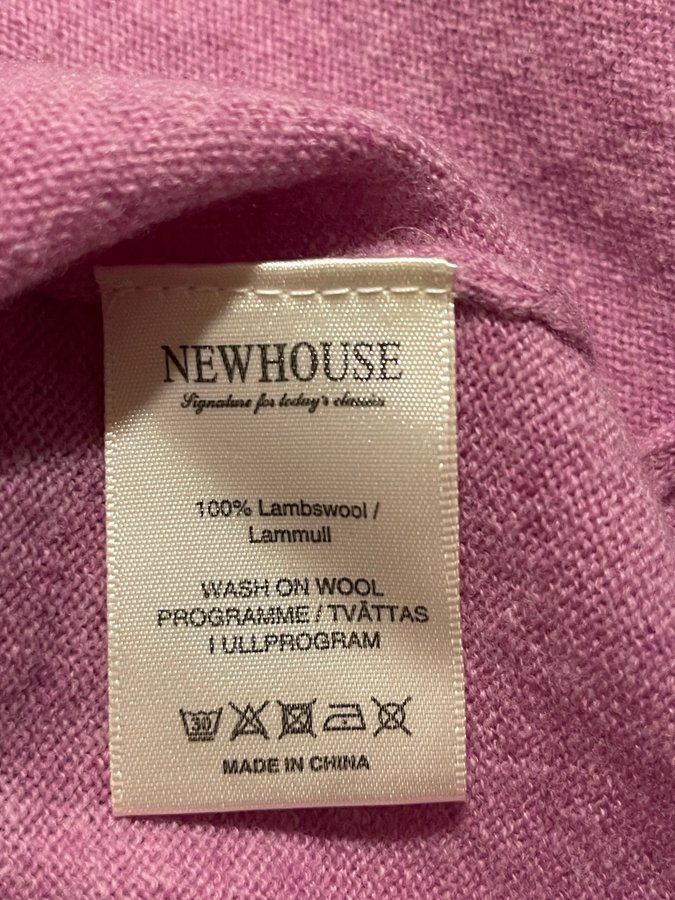 NEWHOUSE
Signature for today's classics
100% Lambswool /
Lammull
WASH ON WOOL
PROGRAMME / TVÄTTAS
I ULLPROGRAM
30
MADE IN CHINA